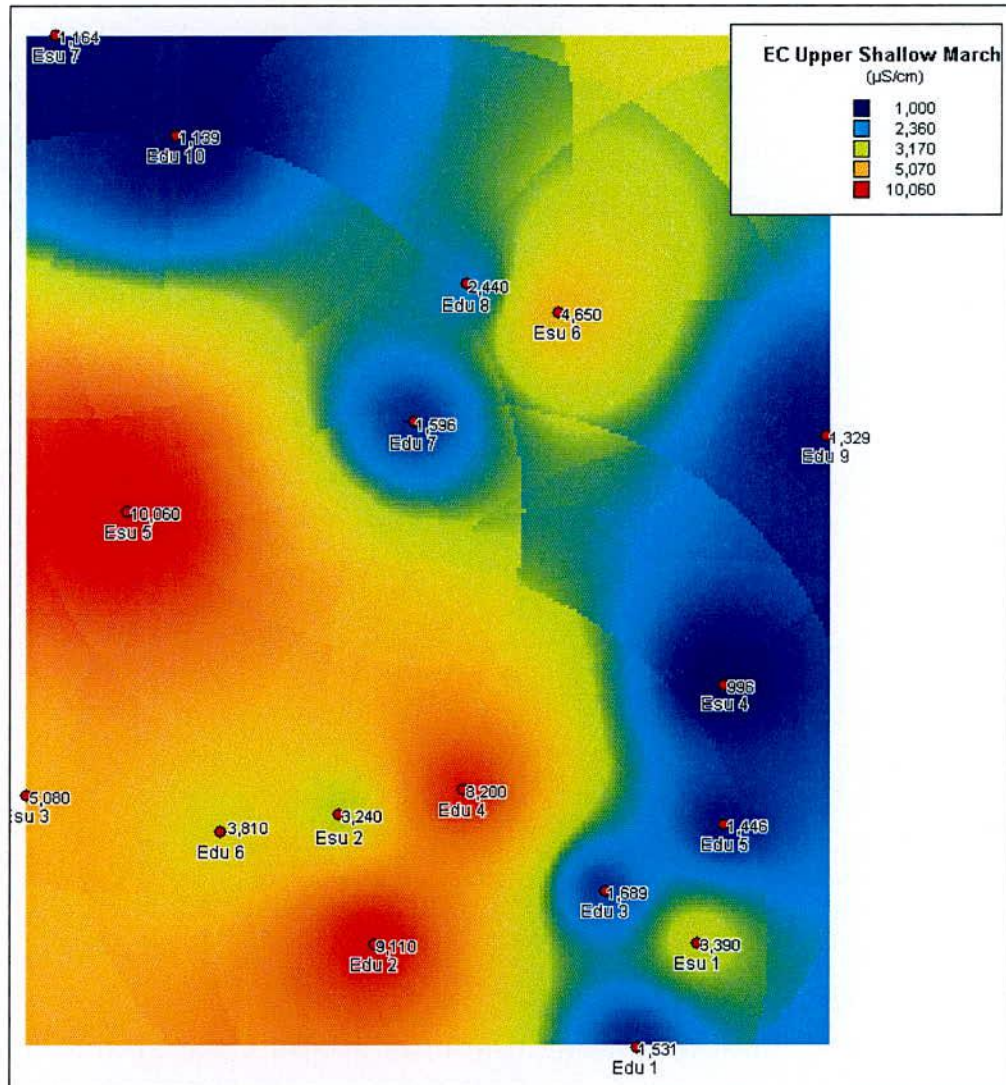 EC Upper Shallow March
(µS/cm)
1,000
2,360
3,170
5,070
10,060
1,164
Esu 7
1,139
Edu 10
2,440
Edu 8
4,650
Esu 6
1,596
Edu 7
1,329
Edu 9
10,060
Esu 5
996
Esu 4
5,080
Esu 3
3,810
Edu 6
3,240
Esu 2
8,200
Edu 4
1,446
Edu 5
1,689
Edu 3
9,110
Edu 2
3,390
Esu 1
1,531
Edu 1